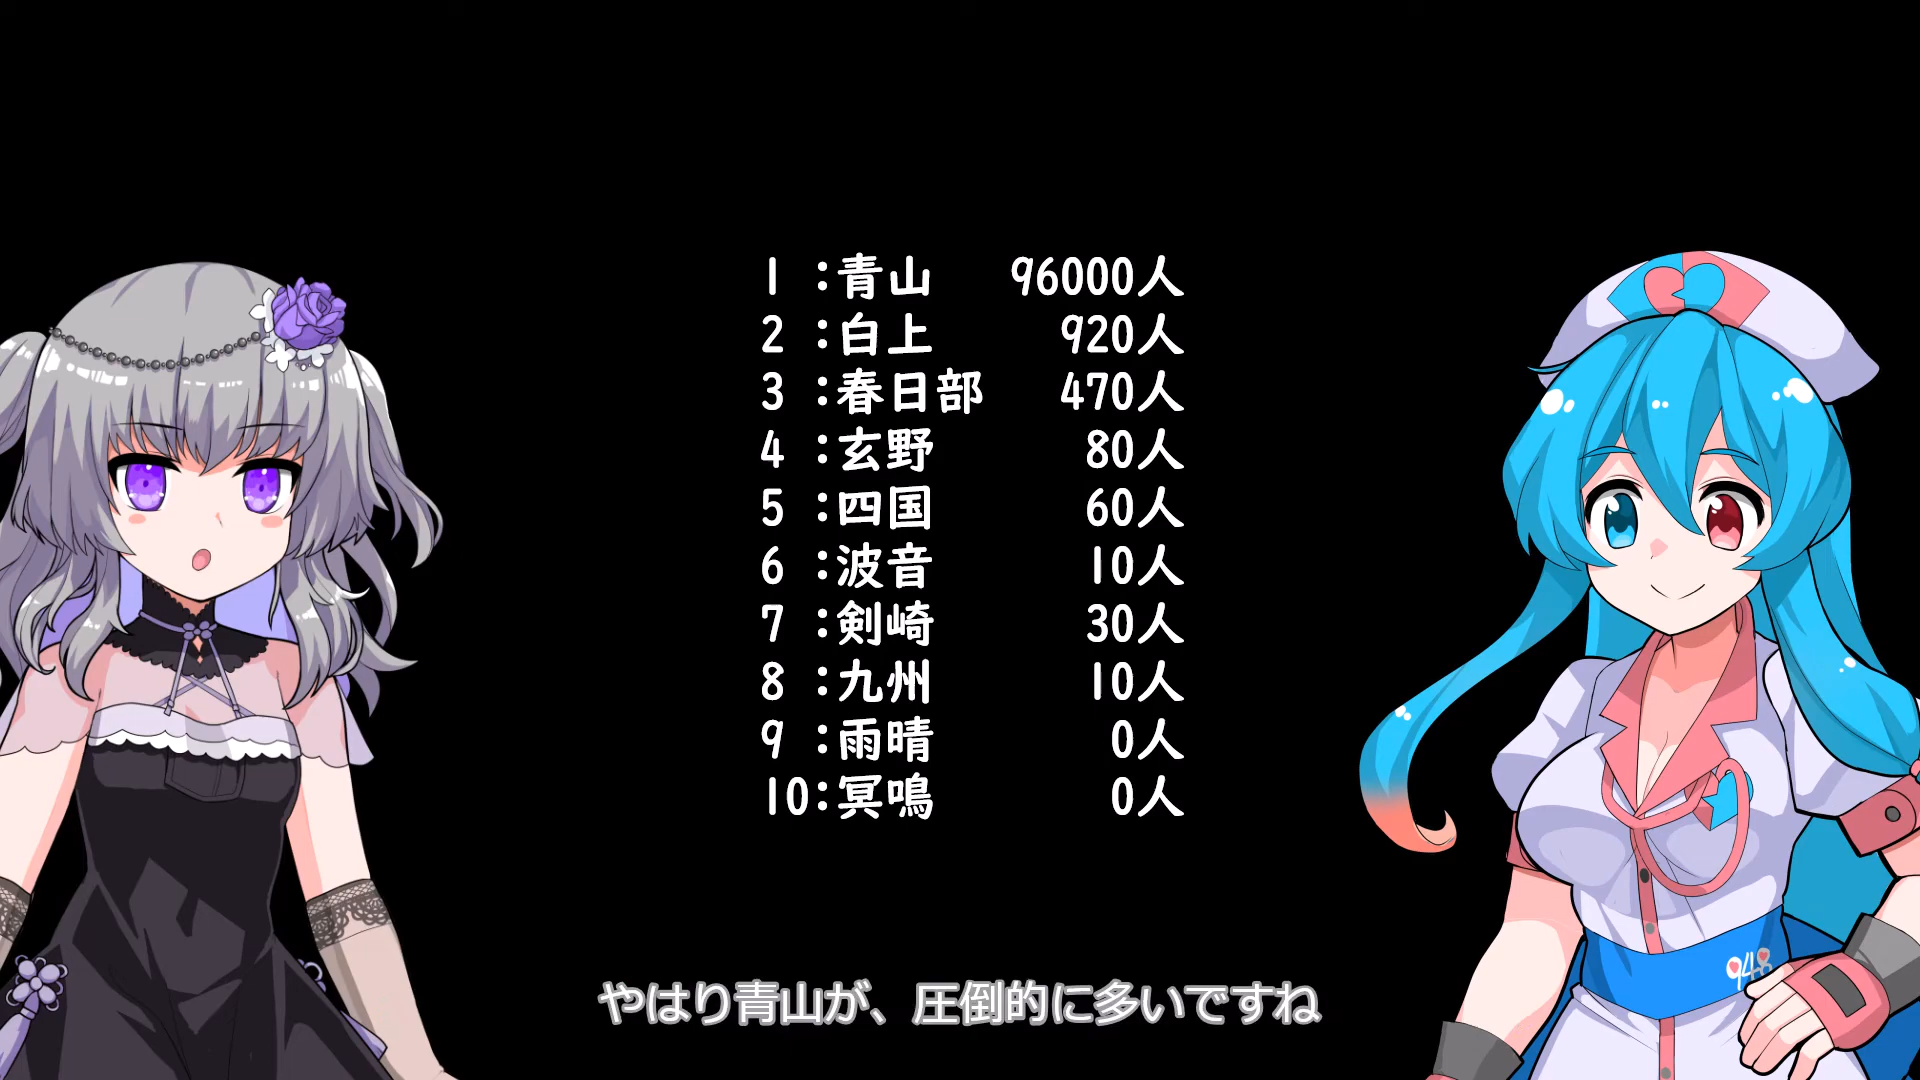 1 :青山 96000人
2 :白上 920人
3 :春日部 470人
4 :玄野 80人
5 :四国 60人
6 :波音 10人
7 :剣崎 30人
8 :九州 10人
9 :雨晴 0人
10:冥鳴 0人
948
やはり青山が、圧倒的に多いですね